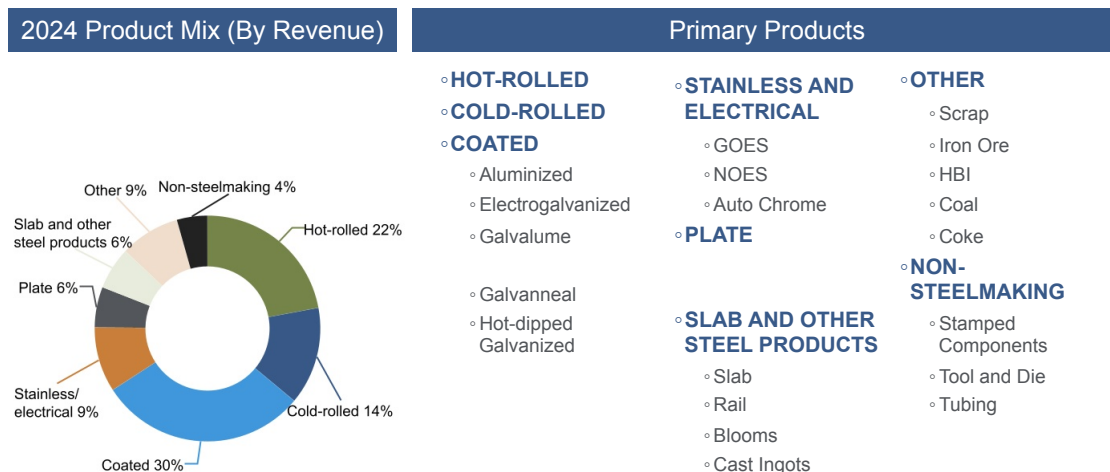 2024 Product Mix (By Revenue)
Other 9%
Non-steelmaking 4%
Slab and other
steel products 6%
Hot-rolled 22%
Plate 6%
Stainless/
electrical 9%
Cold-rolled 14%
Coated 30%
Primary Products
◦HOT-ROLLED
◦COLD-ROLLED
◦COATED
◦Aluminized
◦Electrogalvanized
◦Galvalume
◦Galvanneal
◦Hot-dipped
Galvanized
◦STAINLESS AND
ELECTRICAL
◦GOES
◦NOES
◦Auto Chrome
◦PLATE
◦SLAB AND OTHER
STEEL PRODUCTS
◦Slab
◦Rail
◦Blooms
◦Cast Ingots
◦OTHER
◦Scrap
◦Iron Ore
◦HBI
◦Coal
◦Coke
◦NON-
STEELMAKING
◦Stamped
Components
◦Tool and Die
◦Tubing